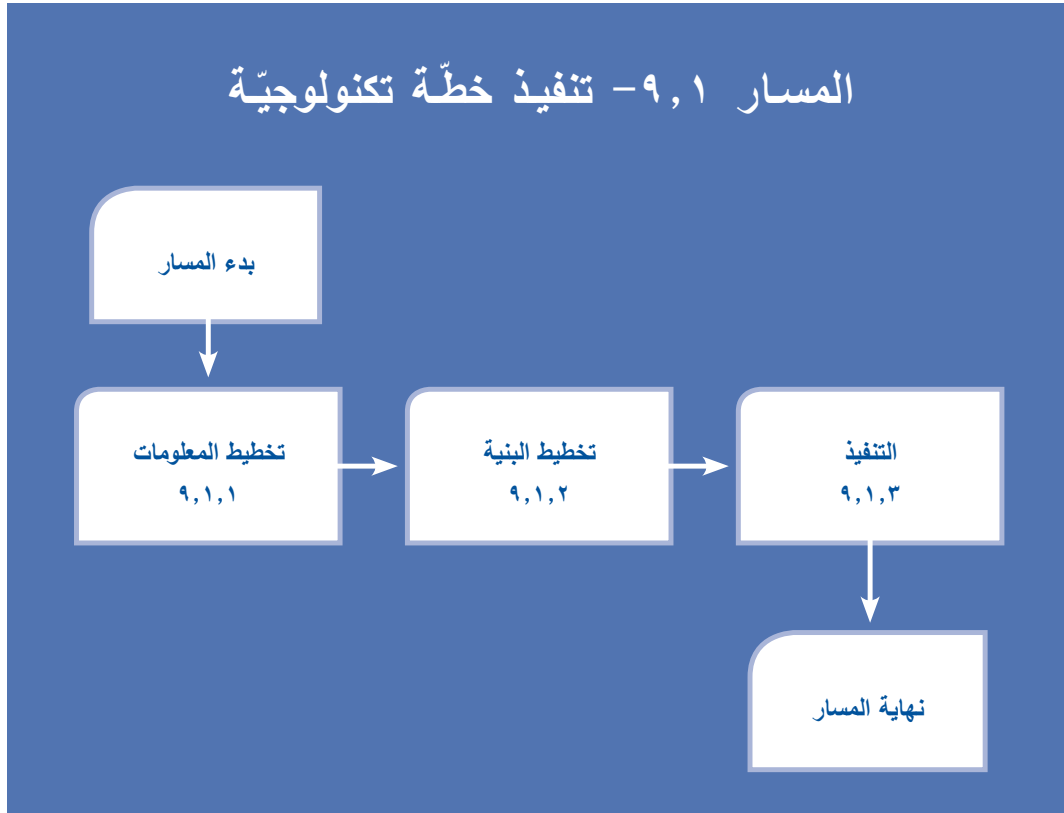 المسار ٩,١- تنفيذ خطّة تكنولوجيّة
بدء المسار
تخطيط المعلومات
٩,١,١
تخطيط البنية
٩,١,٢
التنفيذ
٩,١,٣
نهاية المسار